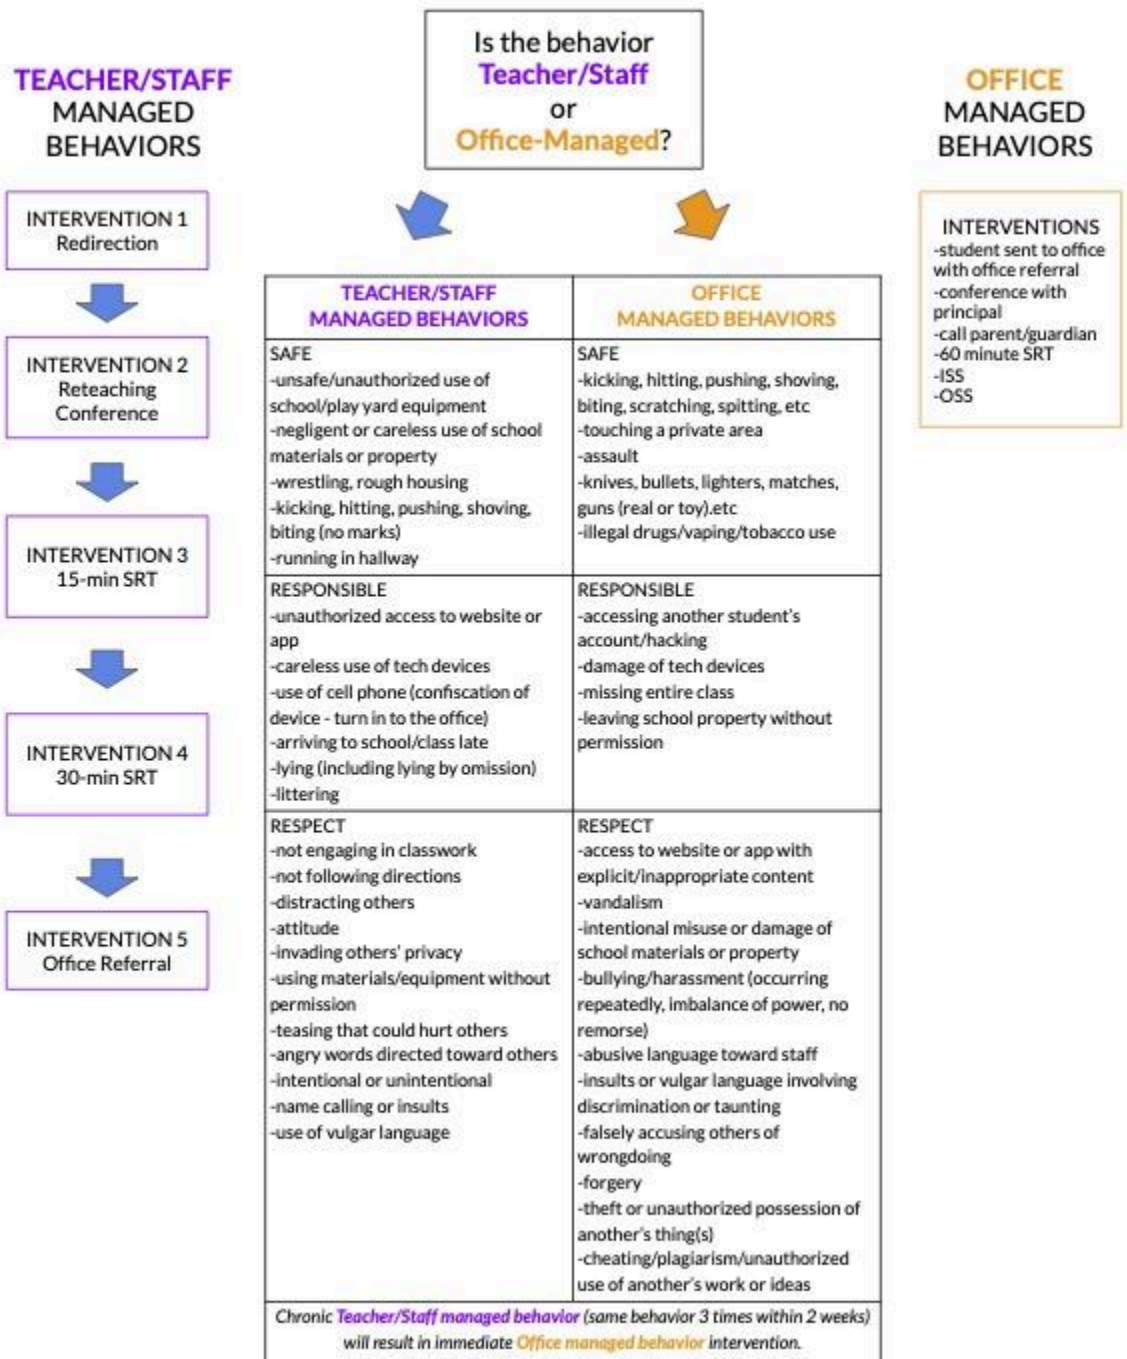 Is the behavior
Teacher/Staff
or
Office-Managed?
TEACHER/STAFF
MANAGED
BEHAVIORS
INTERVENTION 1
Redirection
INTERVENTION 2
Reteaching
Conference
INTERVENTION 3
15-min SRT
INTERVENTION 4
30-min SRT
INTERVENTION 5
Office Referral
TEACHER/STAFF
MANAGED BEHAVIORS
SAFE
-unsafe/unauthorized use of
school/play yard equipment
-negligent or careless use of school
materials or property
-wrestling, rough housing
-kicking, hitting, pushing, shoving,
biting (no marks)
-running in hallway
RESPONSIBLE
-unauthorized access to website or
app
-careless use of tech devices
-use of cell phone (confiscation of
device - turn in to the office)
-arriving to school/class late
-lying (including lying by omission)
-littering
RESPECT
-not engaging in classwork
-not following directions
-distracting others
-attitude
-invading others' privacy
-using materials/equipment without
permission
-teasing that could hurt others
-angry words directed toward others
-intentional or unintentional
-name calling or insults
-use of vulgar language
OFFICE
MANAGED BEHAVIORS
SAFE
-kicking, hitting, pushing, shoving,
biting, scratching, spitting, etc
-touching a private area
-assault
-knives, bullets, lighters, matches,
guns (real or toy).etc
-illegal drugs/vaping/tobacco use
RESPONSIBLE
-accessing another student's
account/hacking
-damage of tech devices
-missing entire class
-leaving school property without
permission
RESPECT
-access to website or app with
explicit/inappropriate content
-vandalism
-intentional misuse or damage of
school materials or property
-bullying/harassment (occurring
repeatedly, imbalance of power, no
remorse)
-abusive language toward staff
-insults or vulgar language involving
discrimination or taunting
-falsely accusing others of
wrongdoing
-forgery
-theft or unauthorized possession of
another's thing(s)
-cheating/plagiarism/unauthorized
use of another's work or ideas
Chronic Teacher/Staff managed behavior (same behavior 3 times within 2 weeks)
will result in immediate Office managed behavior intervention.
OFFICE
MANAGED
BEHAVIORS
INTERVENTIONS
-student sent to office
with office referral
-conference with
principal
-call parent/guardian
-60 minute SRT
-ISS
-OSS